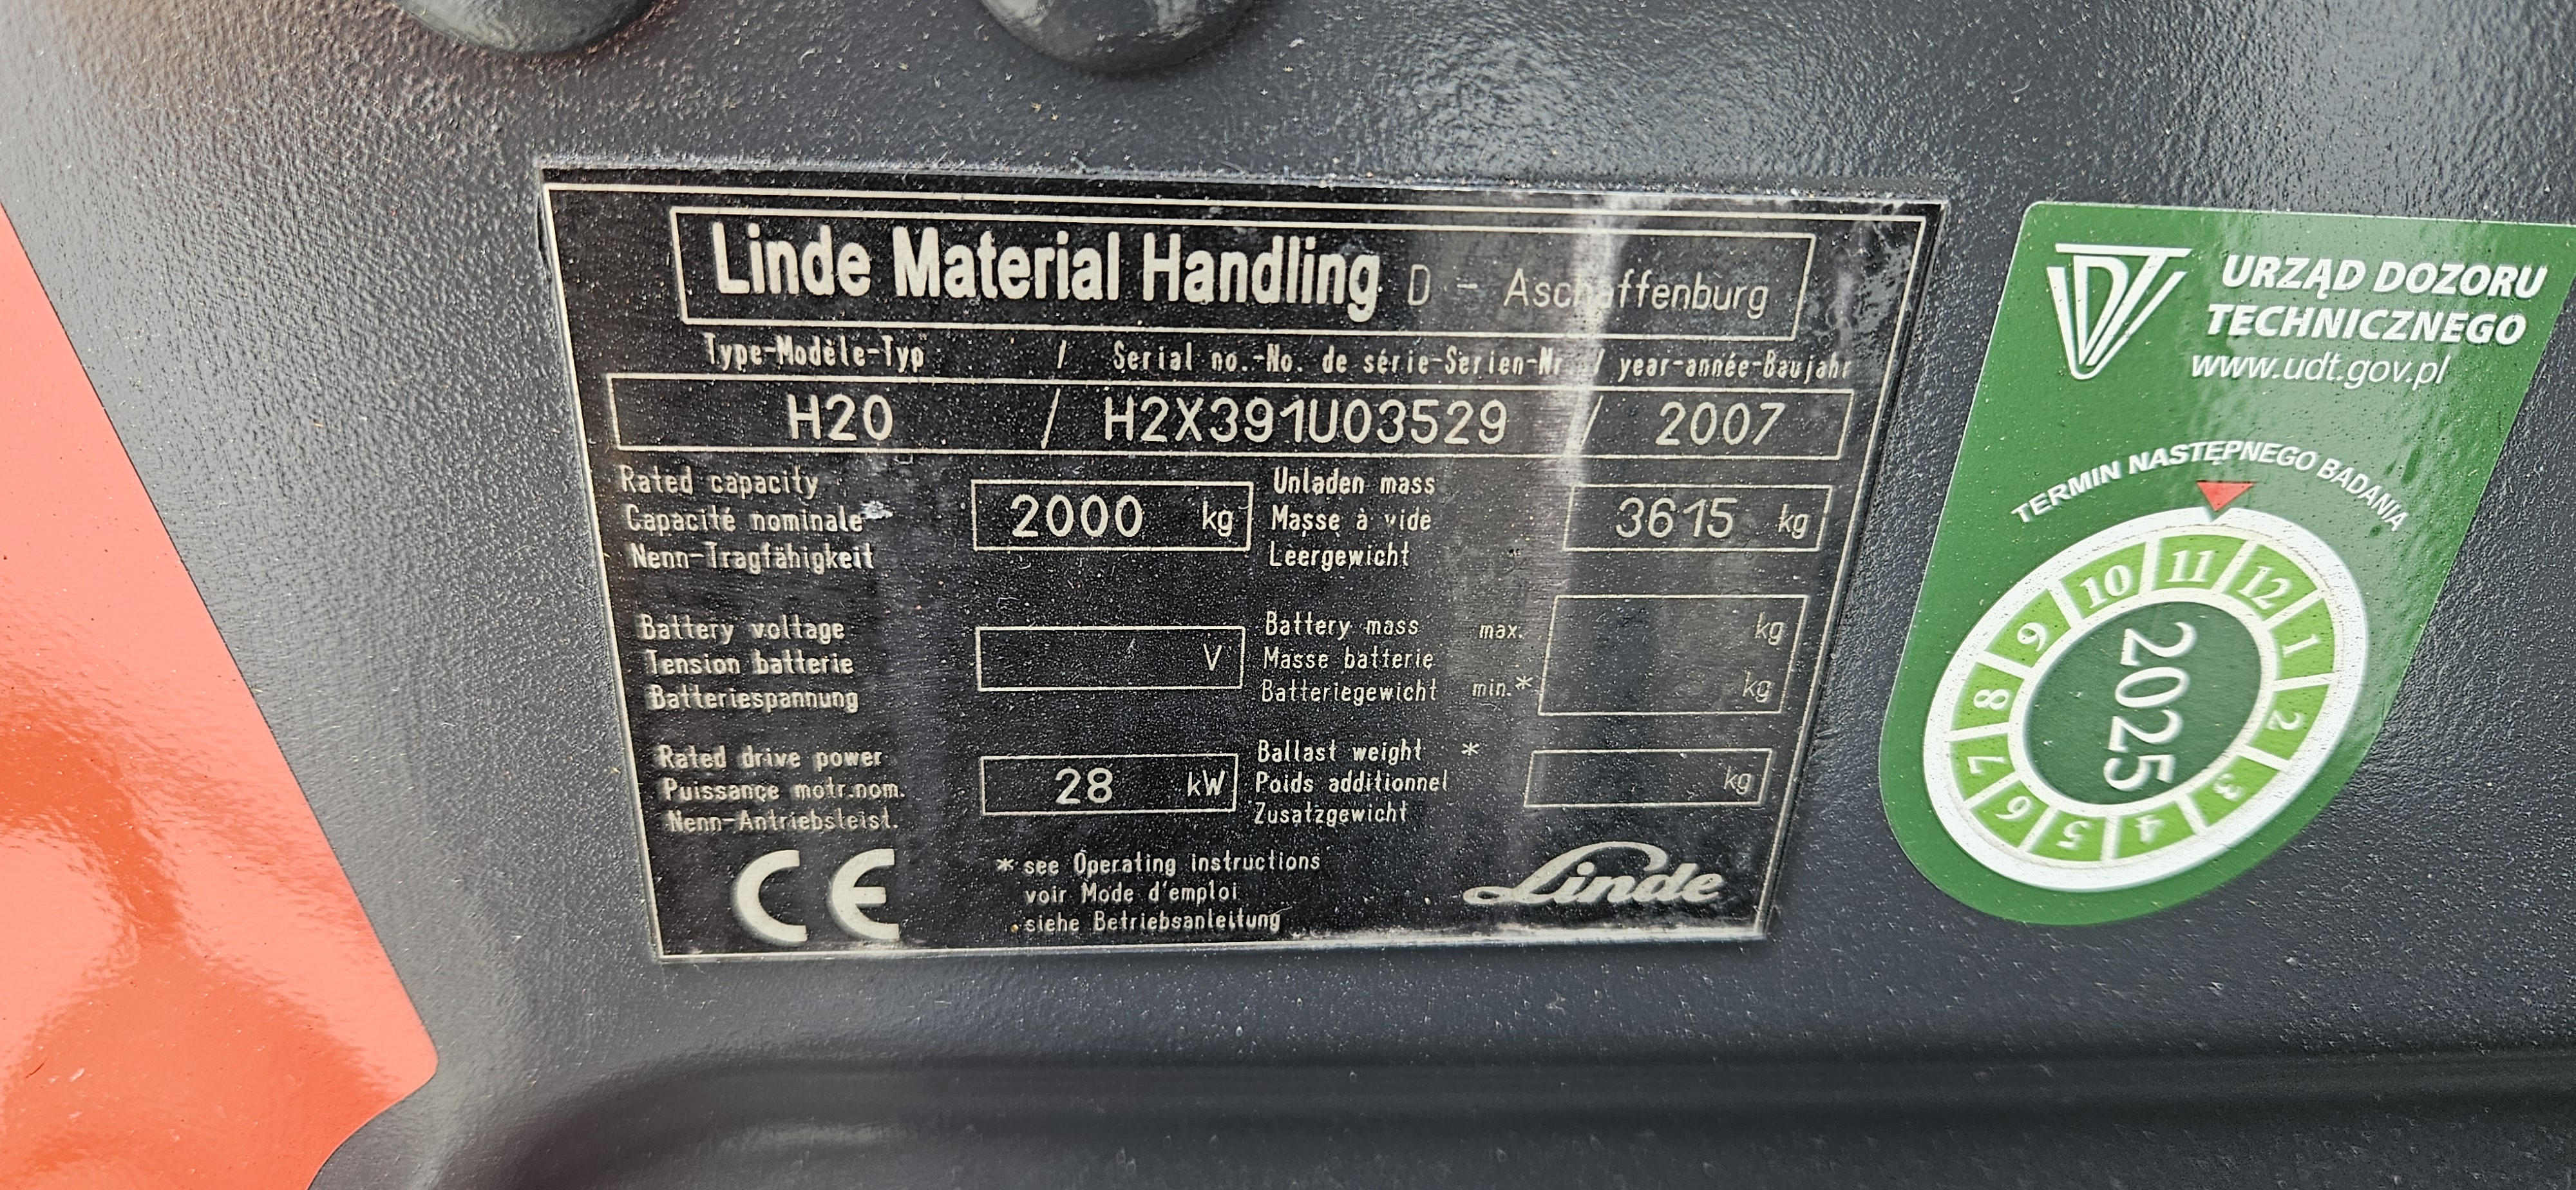 Linde Material Handling D - Aschaffenburg
Type-Modèle-Typ / Serial no.-No. de série-Serien-Nr / year-année-Baujahr
H20 / H2X391U03529 / 2007
Rated capacity
Capacité nominale
Nenn-Tragfähigkeit
2000 kg
Unladen mass
Masse à vide
Leergewicht
3615 kg
Battery voltage
Tension batterie
Batteriespannung
V
Battery mass max.
Masse batterie
Batteriegewicht min.*
kg
kg
Rated drive power
Puissance motr.nom.
Nenn-Antriebsleist.
28 kW
Ballast weight *
Poids additionnel
Zusatzgewicht
kg
CE
* see Operating instructions
voir Mode d'emploi
siehe Betriebsanleitung
Linde
UDT
URZĄD DOZORU
TECHNICZNEGO
www.udt.gov.pl
TERMIN NASTĘPNEGO BADANIA
1 2 3 4 5 6 7 8 9 10 11 12
2025